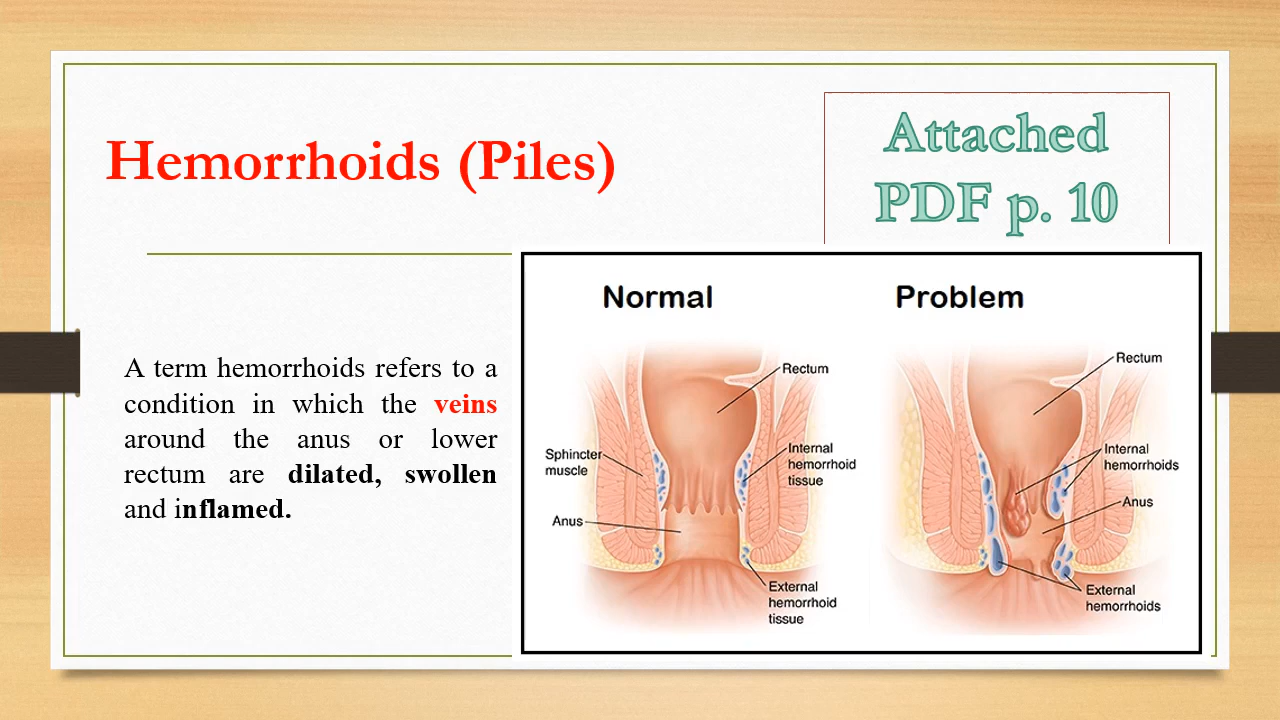 Hemorrhoids (Piles)
Attached
PDF p. 10
A term hemorrhoids refers to a
condition in which the veins
around the anus or lower
rectum are dilated, swollen
and inflamed.
Normal
Rectum
Sphincter
muscle
Internal
hemorrhoid
tissue
Anus
External
hemorrhoid
tissue
Problem
Rectum
Internal
hemorrhoids
Anus
External
hemorrhoids